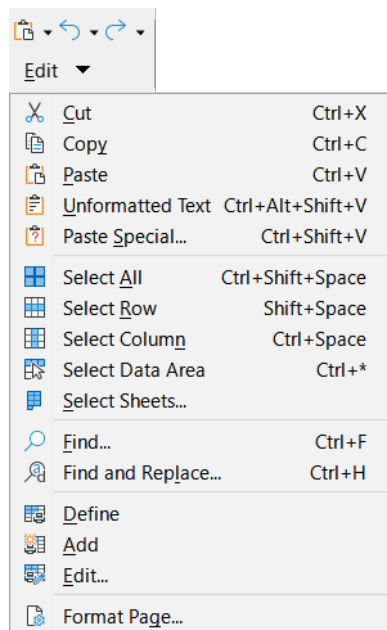 Edit
Cut Ctrl+X
Copy Ctrl+C
Paste Ctrl+V
Unformatted Text Ctrl+Alt+Shift+V
Paste Special... Ctrl+Shift+V
Select All Ctrl+Shift+Space
Select Row Shift+Space
Select Column Ctrl+Space
Select Data Area Ctrl+*
Select Sheets...
Find... Ctrl+F
Find and Replace... Ctrl+H
Define
Add
Edit...
Format Page...